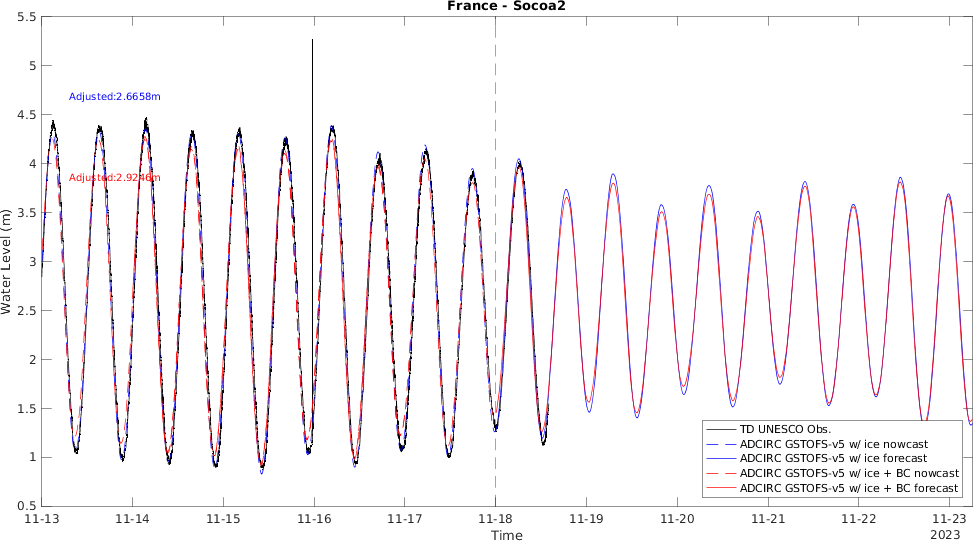 France - Socoa2
5.5
5
4.5
4
3.5
3
2.5
2
1.5
1
0.5
Water Level (m)
Adjusted:2.6658m
Adjusted:2.9246m
TD UNESCO Obs.
ADCIRC GSTOFS-v5 w/ ice nowcast
ADCIRC GSTOFS-v5 w/ ice forecast
ADCIRC GSTOFS-v5 w/ ice + BC nowcast
ADCIRC GSTOFS-v5 w/ ice + BC forecast
11-13 11-14 11-15 11-16 11-17 11-18 11-19 11-20 11-21 11-22 11-23
Time 2023